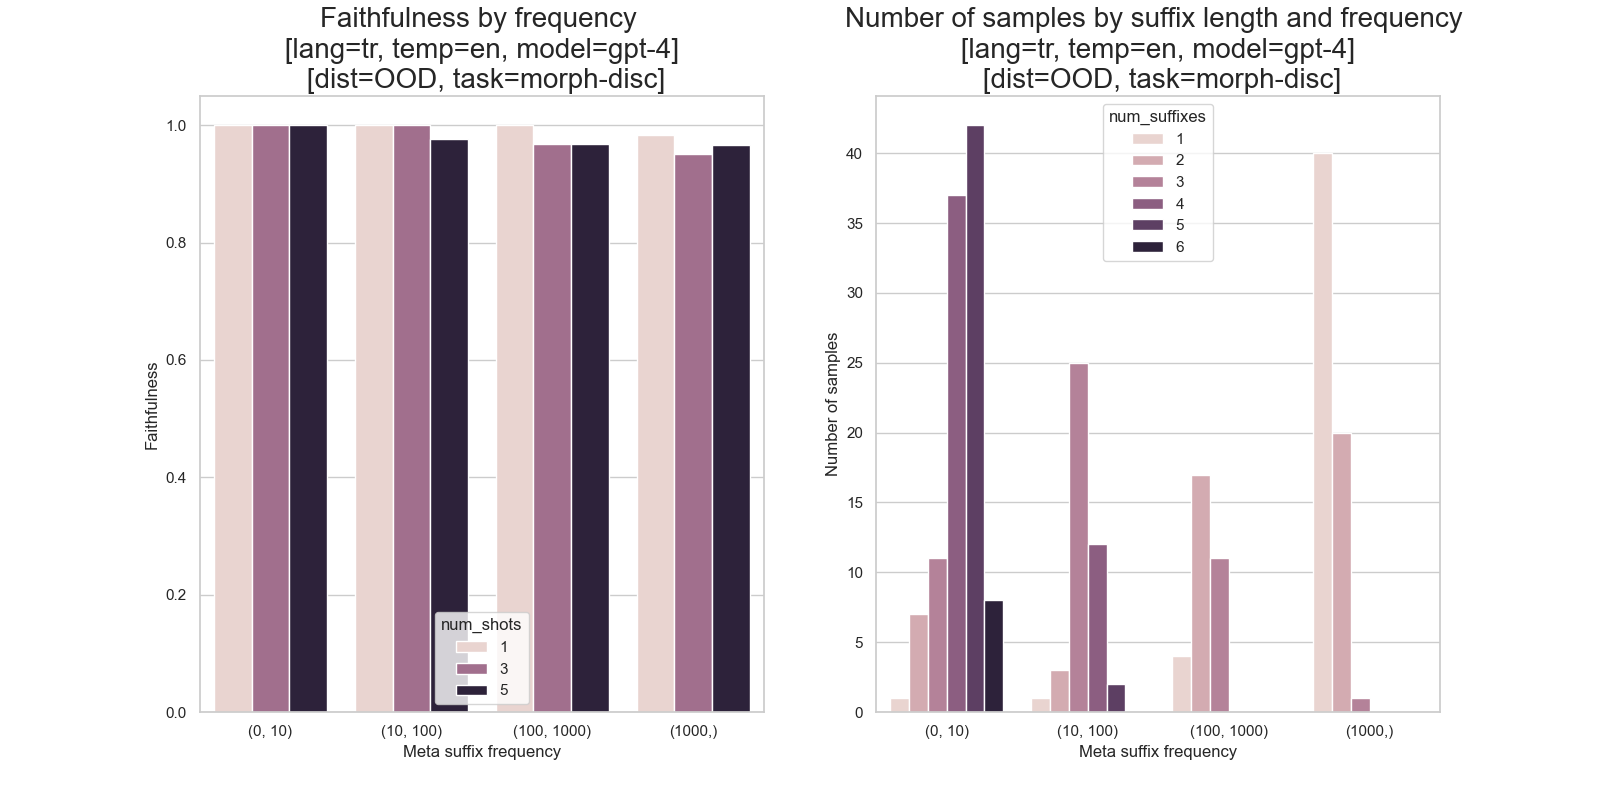 Faithfulness by frequency
[lang=tr, temp=en, model=gpt-4]
[dist=OOD, task=morph-disc]
1.0
0.8
0.6
0.4
0.2
0.0
Faithfulness
(0, 10)
(10, 100)
(100, 1000)
(1000,)
Meta suffix frequency
num_shots
1
3
5
Number of samples by suffix length and frequency
[lang=tr, temp=en, model=gpt-4]
[dist=OOD, task=morph-disc]
40
35
30
25
20
15
10
5
0
Number of samples
(0, 10)
(10, 100)
(100, 1000)
(1000,)
Meta suffix frequency
num_suffixes
1
2
3
4
5
6